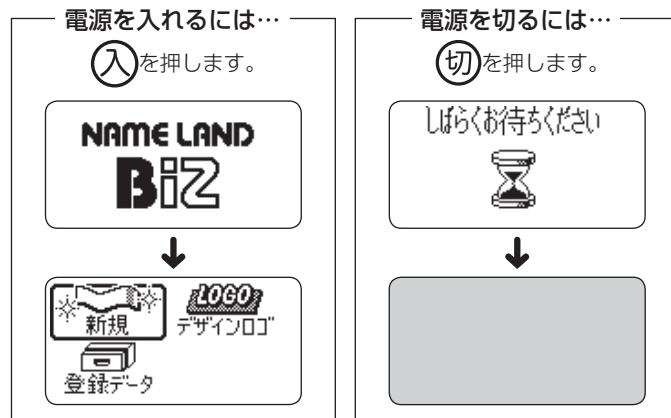 電源を入れるには…
入を押します。
NAME LAND
BiZ
新規
LOGO
デザインロゴ
登録データ
電源を切るには…
切を押します。
しばらくお待ちください